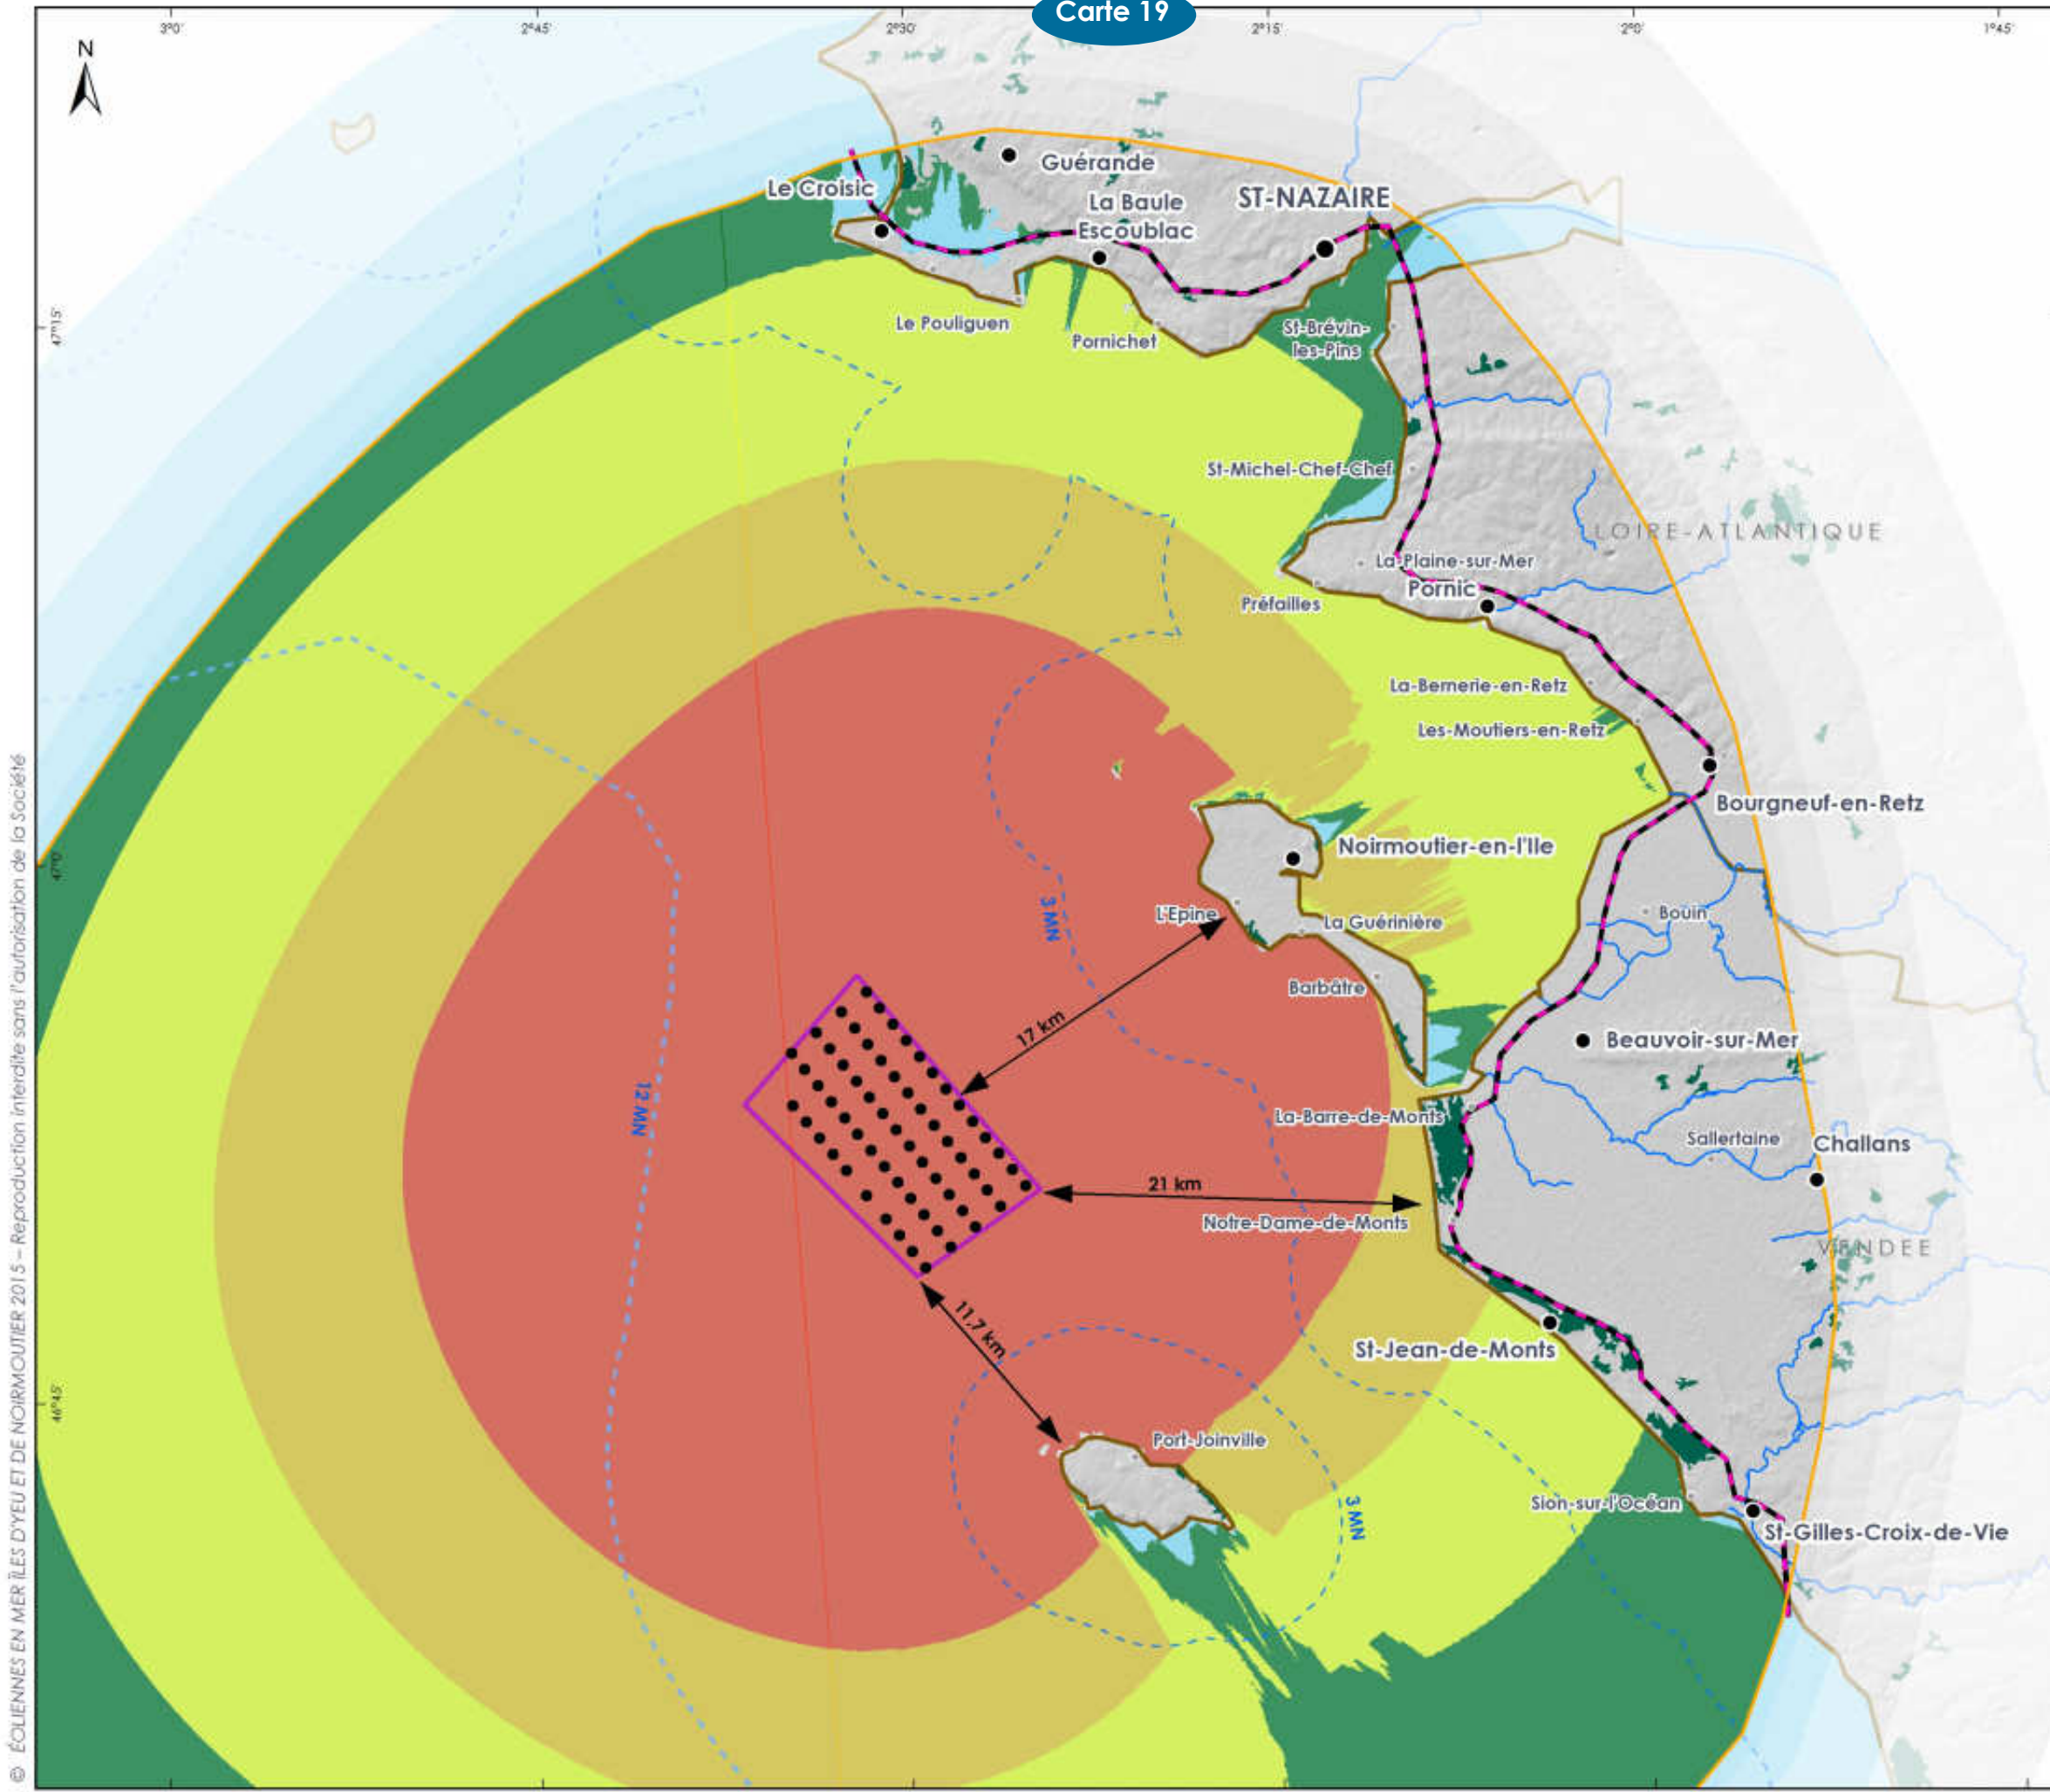 Carte 19
3°0'
2°45'
2°30'
2°15'
2°0'
1°45'
N
Guérande
Le Croisic
La Baule
Escoublac
ST-NAZAIRE
47°15'
Le Pouliguen
Pornichet
St-Brévin-
les-Pins
St-Michel-Chef-Chef
LOIRE-ATLANTIQUE
La-Plaine-sur-Mer
Pornic
Préfailles
La-Bernerie-en-Retz
Les-Moutiers-en-Retz
Bourgneuf-en-Retz
47°0'
Noirmoutier-en-l'Ile
L'Epine
La Guérinière
Bouin
3 MN
Barbâtre
17 km
Beauvoir-sur-Mer
12 MN
La-Barre-de-Monts
Sallertaine
Challans
21 km
Notre-Dame-de-Monts
VENDEE
11,7 km
St-Jean-de-Monts
46°45'
Port-Joinville
Sion-sur-l'Océan
3 MN
St-Gilles-Croix-de-Vie
© ÉOLIENNES EN MER ÎLES D'YEU ET DE NOIRMOUTIER 2015 – Reproduction interdite sans l'autorisation de la Société